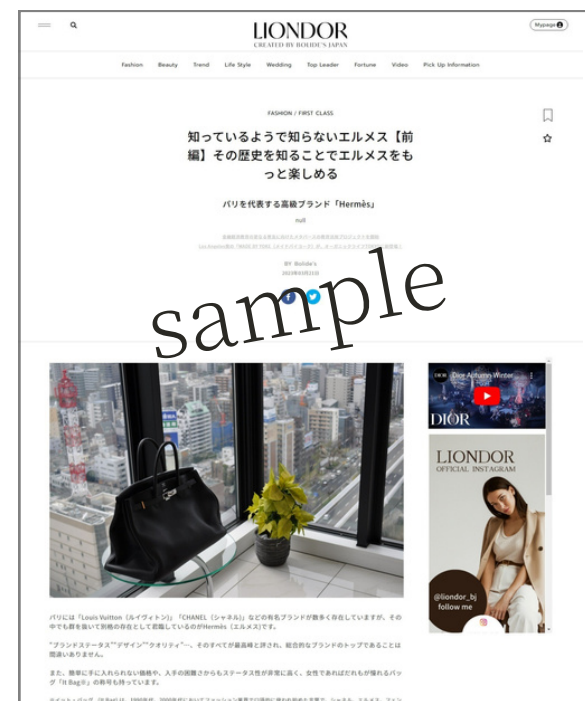 LIONDOR
CREATED BY BOLIDE'S JAPAN
Mypage
Fashion Beauty Trend Life Style Wedding Top Leader Fortune Video Pick Up Information
FASHION / FIRST CLASS
知っているようで知らないエルメス【前
編】その歴史を知ることでエルメスをも
っと楽しめる
パリを代表する高級ブランド「Hermès」
null
BY Bolide's
sample
Dior Autumn-Winter
DIOR
LIONDOR
OFFICIAL INSTAGRAM
@liondor_bj
follow me
パリには「Louis Vuitton（ルイヴィトン)」「CHANEL（シャネル)」などの有名ブランドが数多く存在していますが、その
中でも群を抜いて別格の存在として君臨しているのがHermès（エルメス)です。
"ブランドステータス""デザイン""クオリティ"…、そのすべてが最高峰と評され、総合的なブランドのトップであることは
間違いありません。
また、簡単に手に入れられない価格や、入手の困難さからもステータス性が非常に高く、女性であればだれもが憧れるバッ
グ「It Bag※」の称号も持っています。